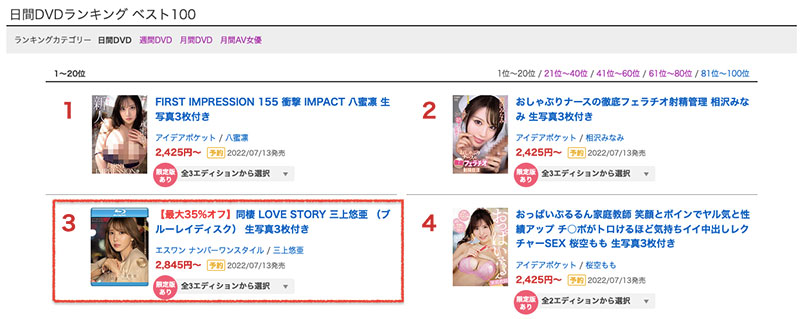 日間DVDランキング ベスト100
ランキングカテゴリー 日間DVD 週間DVD 月間DVD 月間AV女優
1〜20位
1位〜20位 / 21位〜40位 / 41位〜60位 / 61位〜80位 / 81位〜100位
1
FIRST IMPRESSION 155 衝撃 IMPACT 八蜜凛 生
写真3枚付き
アイデアポケット / 八蜜凛
2,425円〜 予約 2022/07/13発売
限定版
あり
全3エディションから選択
2
おしゃぶりナースの徹底フェラチオ射精管理 相沢みな
み 生写真3枚付き
アイデアポケット / 相沢みなみ
2,425円〜 予約 2022/07/13発売
限定版
あり
全3エディションから選択
3
【最大35%オフ】同棲 LOVE STORY 三上悠亜 （ブ
ルーレイディスク） 生写真3枚付き
エスワン ナンバーワンスタイル / 三上悠亜
2,845円〜 予約 2022/07/13発売
限定版
あり
全3エディションから選択
4
おっぱいぶるるん家庭教師 笑顔とボインでヤル気と性
績アップ チ○ポがトロけるほど気持ちイイ中出しレク
チャーSEX 桜空もも 生写真3枚付き
アイデアポケット / 桜空もも
2,425円〜 予約 2022/07/13発売
限定版
あり
全2エディションから選択